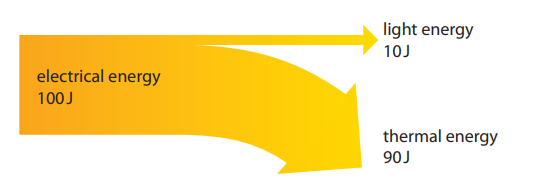 light energy
10 J
electrical energy
100 J
thermal energy
90 J